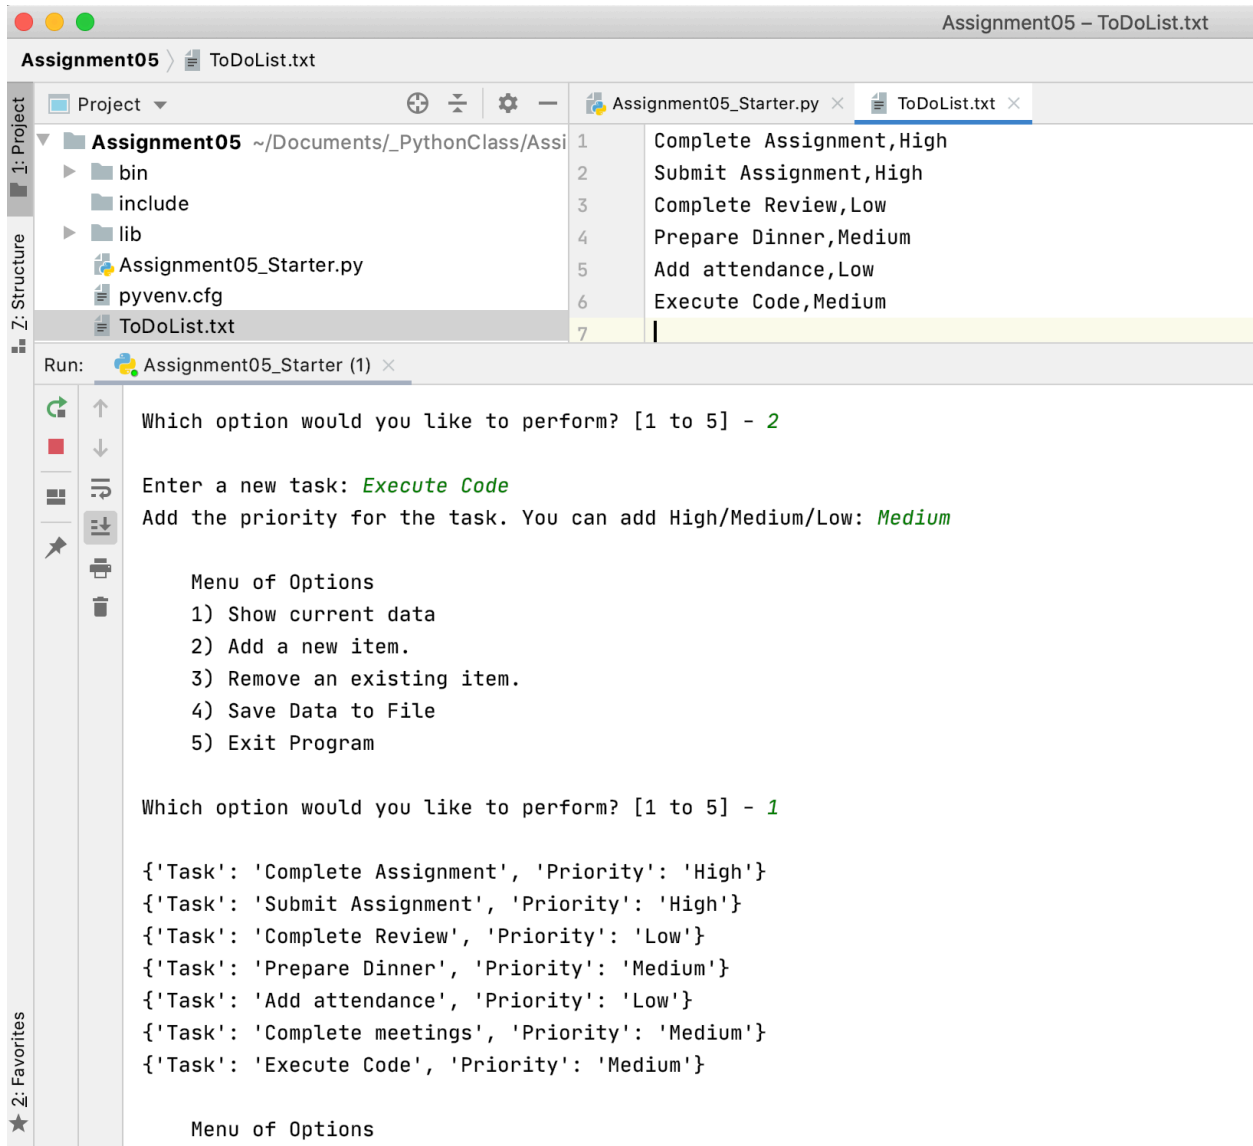 Assignment05 – ToDoList.txt
Assignment05 ToDoList.txt
1: Project
Project
Assignment05 ~/Documents/_PythonClass/Assi
bin
include
lib
Assignment05_Starter.py
pyvenv.cfg
ToDoList.txt
7: Structure
Assignment05_Starter.py ToDoList.txt
1 Complete Assignment,High
2 Submit Assignment,High
3 Complete Review,Low
4 Prepare Dinner,Medium
5 Add attendance,Low
6 Execute Code,Medium
7
Run: Assignment05_Starter (1)
Which option would you like to perform? [1 to 5] - 2
Enter a new task: Execute Code
Add the priority for the task. You can add High/Medium/Low: Medium
Menu of Options
1) Show current data
2) Add a new item.
3) Remove an existing item.
4) Save Data to File
5) Exit Program
Which option would you like to perform? [1 to 5] - 1
{'Task': 'Complete Assignment', 'Priority': 'High'}
{'Task': 'Submit Assignment', 'Priority': 'High'}
{'Task': 'Complete Review', 'Priority': 'Low'}
{'Task': 'Prepare Dinner', 'Priority': 'Medium'}
{'Task': 'Add attendance', 'Priority': 'Low'}
{'Task': 'Complete meetings', 'Priority': 'Medium'}
{'Task': 'Execute Code', 'Priority': 'Medium'}
Menu of Options
2: Favorites